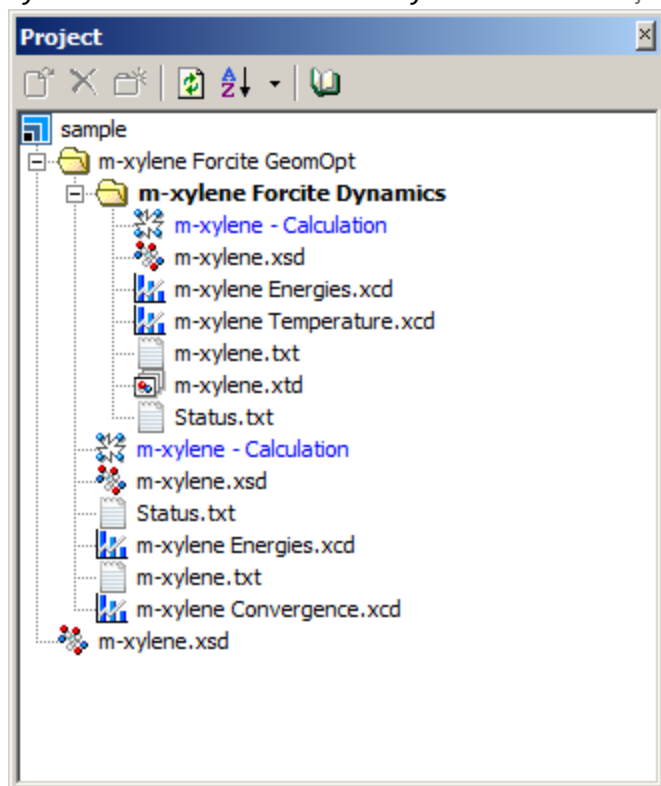 Project
sample
m-xylene Forcite GeomOpt
m-xylene Forcite Dynamics
m-xylene - Calculation
m-xylene.xsd
m-xylene Energies.xcd
m-xylene Temperature.xcd
m-xylene.txt
m-xylene.xtd
Status.txt
m-xylene - Calculation
m-xylene.xsd
Status.txt
m-xylene Energies.xcd
m-xylene.txt
m-xylene Convergence.xcd
m-xylene.xsd